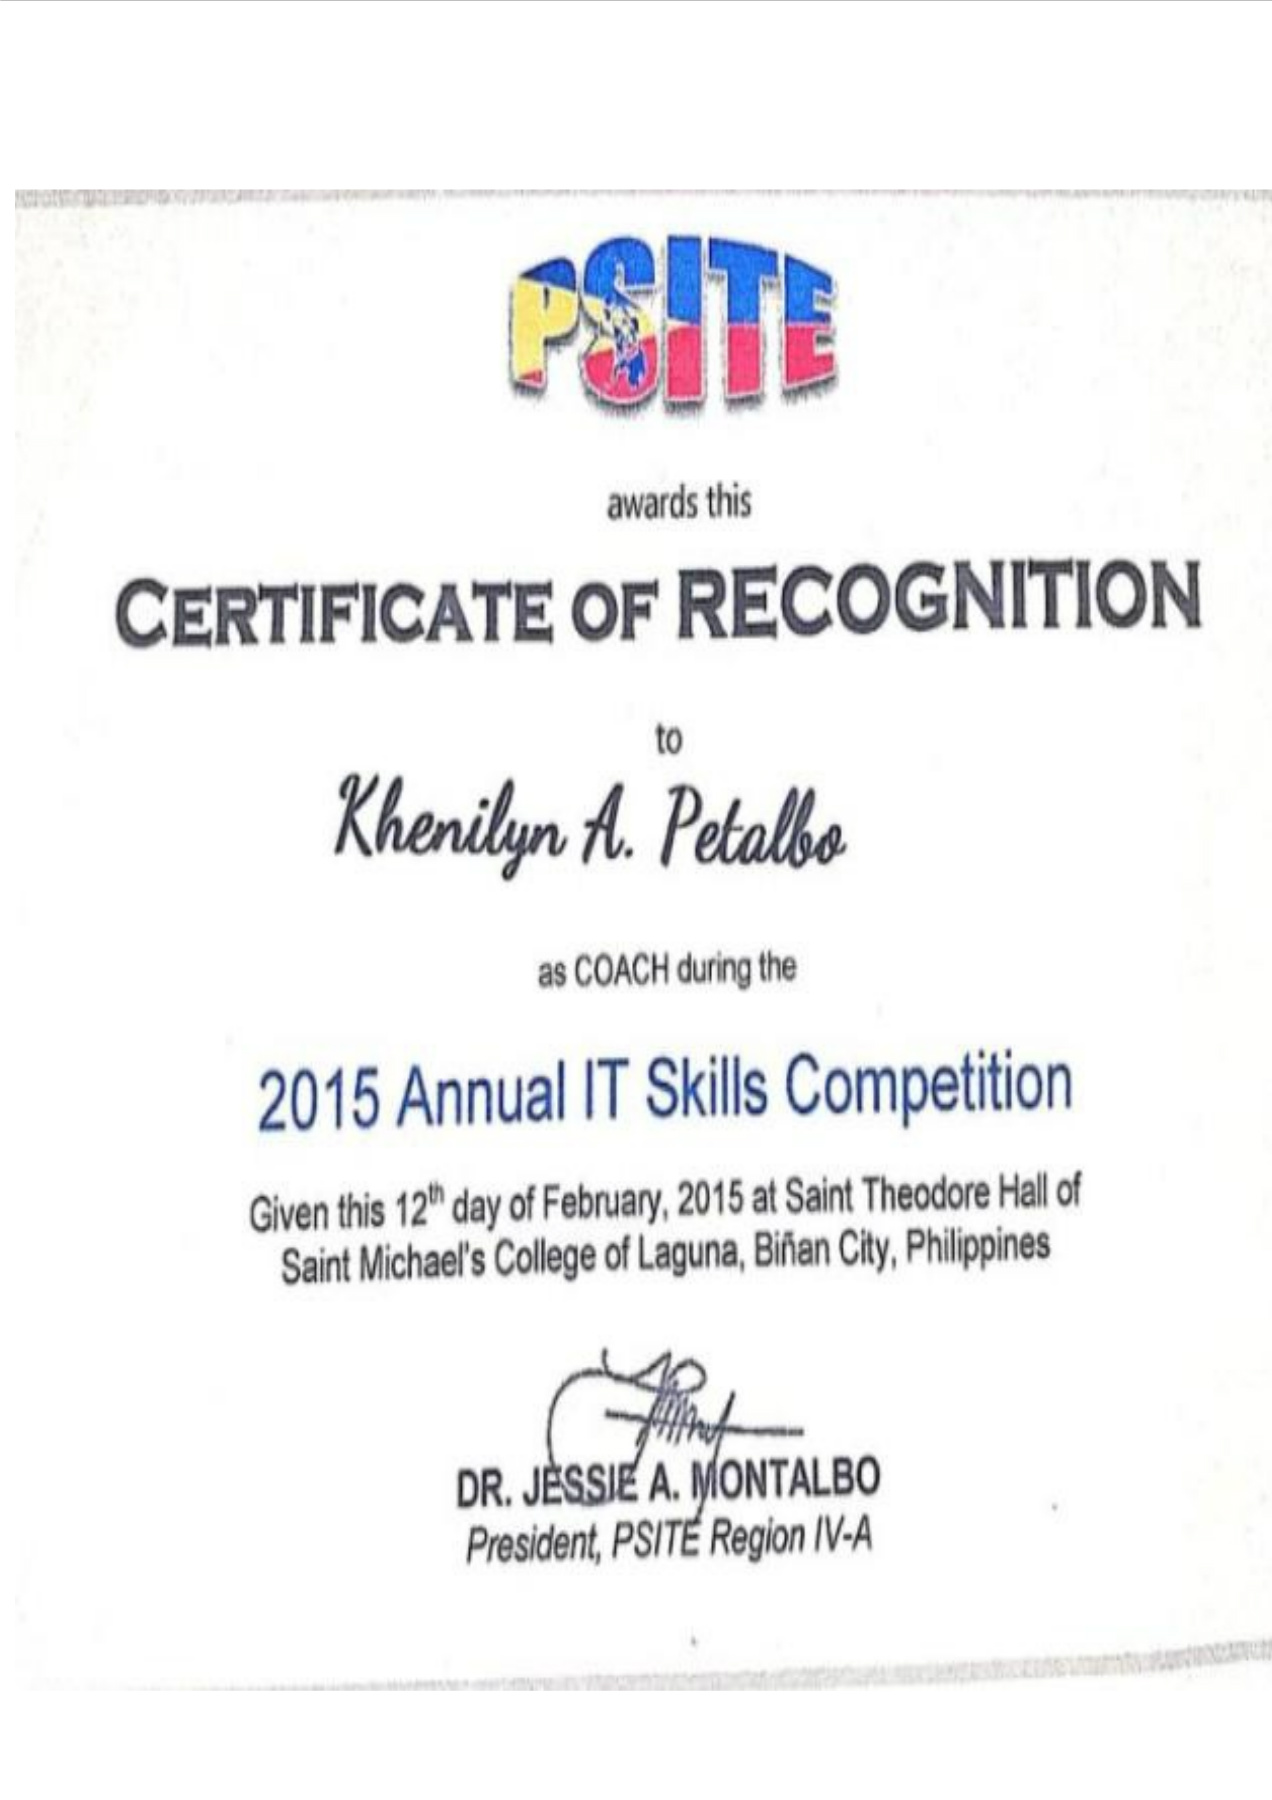 PSITE
awards this
CERTIFICATE OF RECOGNITION
to
Khenilyn A. Petalbo
as COACH during the
2015 Annual IT Skills Competition
Given this 12th day of February, 2015 at Saint Theodore Hall of
Saint Michael's College of Laguna, Biñan City, Philippines
DR. JESSIE A. MONTALBO
President, PSITE Region IV-A